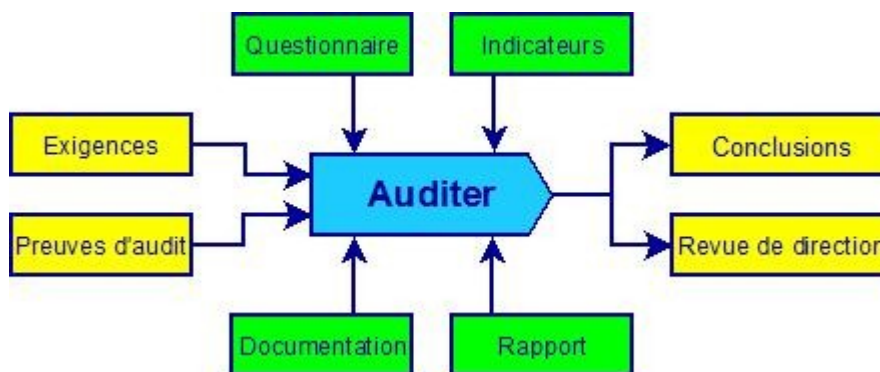 Questionnaire
Indicateurs
Exigences
Conclusions
Auditer
Preuves d'audit
Revue de direction
Documentation
Rapport